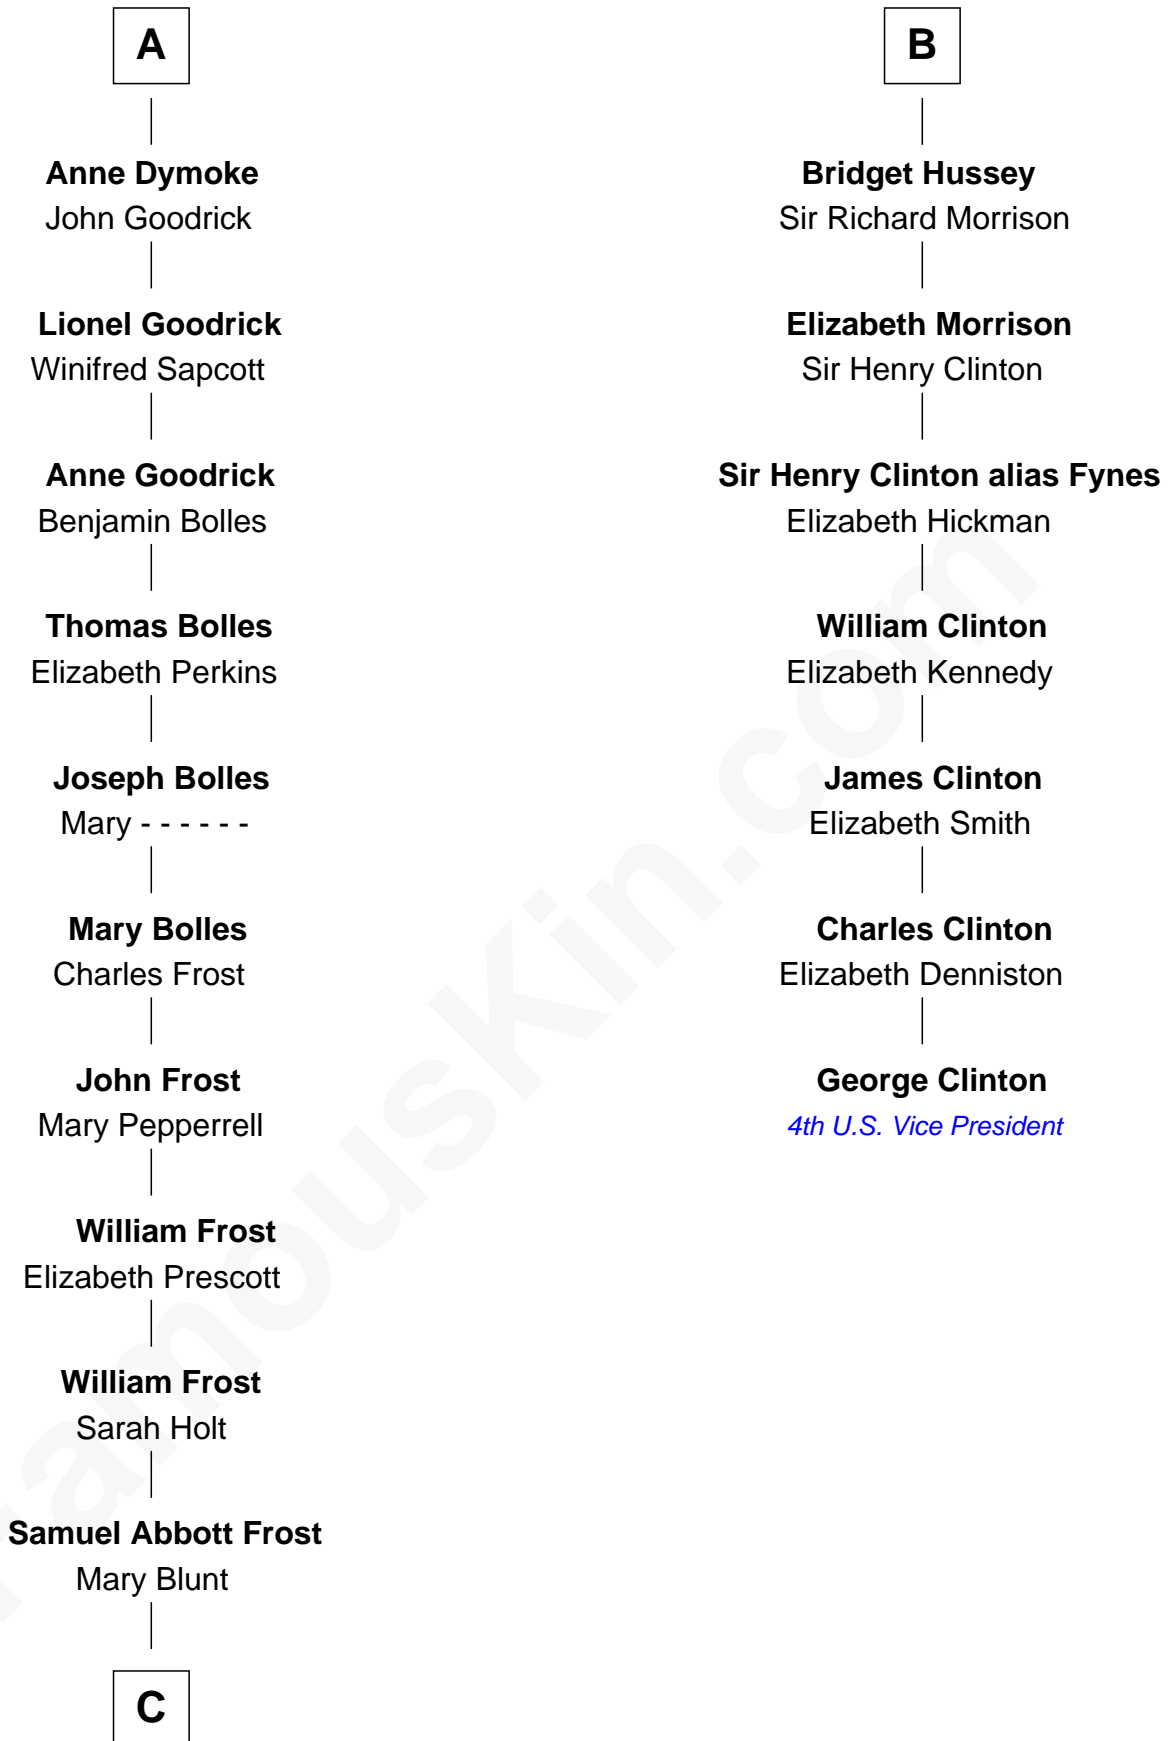 A
Anne Dymoke
John Goodrick
Lionel Goodrick
Winifred Sapcott
Anne Goodrick
Benjamin Bolles
Thomas Bolles
Elizabeth Perkins
Joseph Bolles
Mary - - - - - -
Mary Bolles
Charles Frost
John Frost
Mary Pepperrell
William Frost
Elizabeth Prescott
William Frost
Sarah Holt
Samuel Abbott Frost
Mary Blunt
C
B
Bridget Hussey
Sir Richard Morrison
Elizabeth Morrison
Sir Henry Clinton
Sir Henry Clinton alias Fynes
Elizabeth Hickman
William Clinton
Elizabeth Kennedy
James Clinton
Elizabeth Smith
Charles Clinton
Elizabeth Denniston
George Clinton
4th U.S. Vice President
FamousKin.com